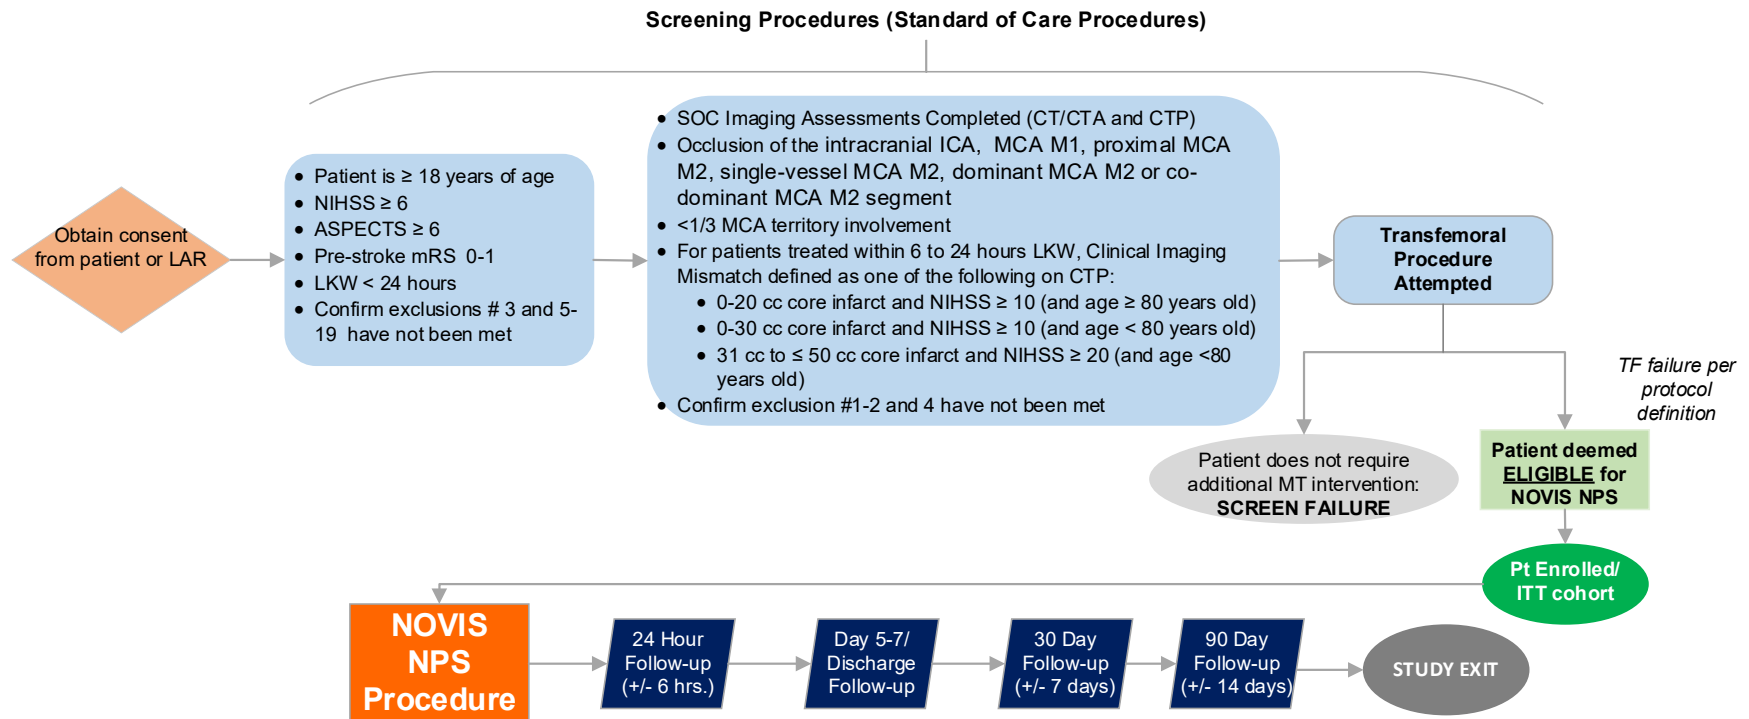 Screening Procedures (Standard of Care Procedures)
Obtain consent
from patient or LAR
• Patient is ≥ 18 years of age
• NIHSS ≥ 6
• ASPECTS ≥ 6
• Pre-stroke mRS 0-1
• LKW < 24 hours
• Confirm exclusions # 3 and 5-
19 have not been met
• SOC Imaging Assessments Completed (CT/CTA and CTP)
• Occlusion of the intracranial ICA, MCA M1, proximal MCA
M2, single-vessel MCA M2, dominant MCA M2 or co-
dominant MCA M2 segment
• <1/3 MCA territory involvement
• For patients treated within 6 to 24 hours LKW, Clinical Imaging
Mismatch defined as one of the following on CTP:
• 0-20 cc core infarct and NIHSS ≥ 10 (and age ≥ 80 years old)
• 0-30 cc core infarct and NIHSS ≥ 10 (and age < 80 years old)
• 31 cc to ≤ 50 cc core infarct and NIHSS ≥ 20 (and age <80
years old)
• Confirm exclusion #1-2 and 4 have not been met
Transfemoral
Procedure
Attempted
TF failure per
protocol
definition
Patient does not require
additional MT intervention:
SCREEN FAILURE
Patient deemed
ELIGIBLE for
NOVIS NPS
Pt Enrolled/
ITT cohort
NOVIS
NPS
Procedure
24 Hour
Follow-up
(+/- 6 hrs.)
Day 5-7/
Discharge
Follow-up
30 Day
Follow-up
(+/- 7 days)
90 Day
Follow-up
(+/- 14 days)
STUDY EXIT